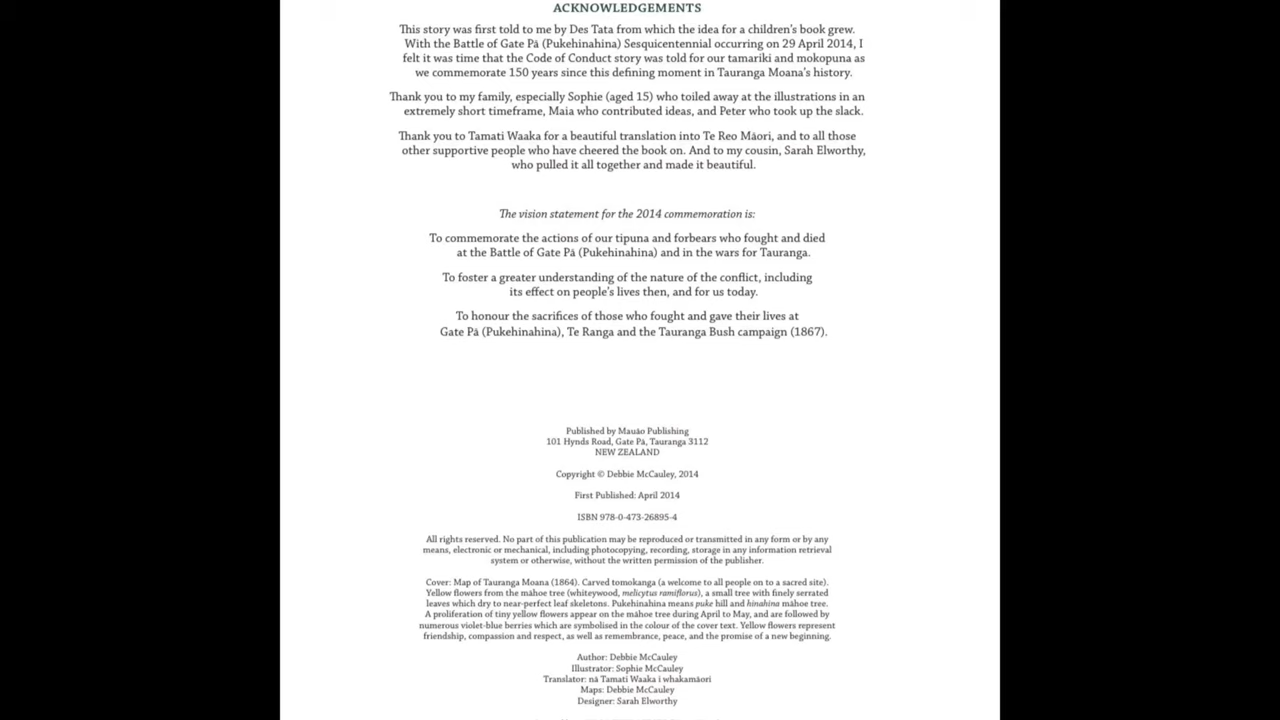 ACKNOWLEDGEMENTS
This story was first told to me by Des Tata from which the idea for a children's book grew.
With the Battle of Gate Pā (Pukehinahina) Sesquicentennial occurring on 29 April 2014, I
felt it was time that the Code of Conduct story was told for our tamariki and mokopuna as
we commemorate 150 years since this defining moment in Tauranga Moana's history.
Thank you to my family, especially Sophie (aged 15) who toiled away at the illustrations in an
extremely short timeframe, Maia who contributed ideas, and Peter who took up the slack.
Thank you to Tamati Waaka for a beautiful translation into Te Reo Māori, and to all those
other supportive people who have cheered the book on. And to my cousin, Sarah Elworthy,
who pulled it all together and made it beautiful.
The vision statement for the 2014 commemoration is:
To commemorate the actions of our tipuna and forbears who fought and died
at the Battle of Gate Pā (Pukehinahina) and in the wars for Tauranga.
To foster a greater understanding of the nature of the conflict, including
its effect on people's lives then, and for us today.
To honour the sacrifices of those who fought and gave their lives at
Gate Pā (Pukehinahina), Te Ranga and the Tauranga Bush campaign (1867).
Published by Mauao Publishing
101 Hynds Road, Gate Pā, Tauranga 3112
NEW ZEALAND
Copyright © Debbie McCauley, 2014
First Published: April 2014
ISBN 978-0-473-26895-4
All rights reserved. No part of this publication may be reproduced or transmitted in any form or by any
means, electronic or mechanical, including photocopying, recording, storage in any information retrieval
system or otherwise, without the written permission of the publisher.
Cover: Map of Tauranga Moana (1864). Carved tomokanga (a welcome to all people on to a sacred site).
Yellow flowers from the māhoe tree (whiteywood, melicytus ramiflorus), a small tree with finely serrated
leaves which dry to near-perfect leaf skeletons. Pukehinahina means puke hill and hinahina māhoe tree.
A proliferation of tiny yellow flowers appear on the māhoe tree during April to May, and are followed by
numerous violet-blue berries which are symbolised in the colour of the cover text. Yellow flowers represent
friendship, compassion and respect, as well as remembrance, peace, and the promise of a new beginning.
Author: Debbie McCauley
Illustrator: Sophie McCauley
Translator: nā Tamati Waaka i whakamāori
Maps: Debbie McCauley
Designer: Sarah Elworthy